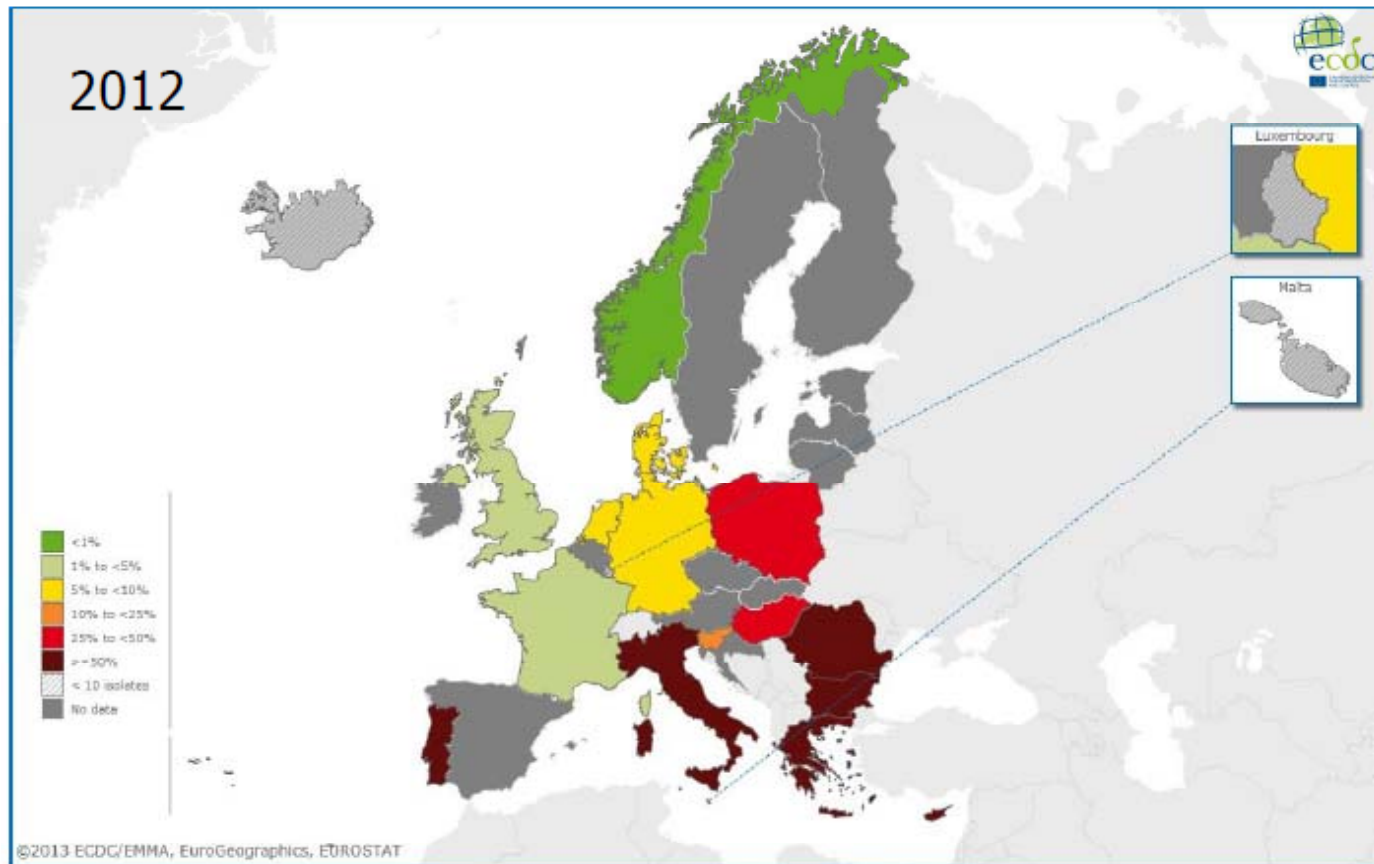 2012
ecdc
Luxembourg
Malta
<1%
1% to <5%
5% to <10%
10% to <25%
25% to <50%
>=50%
< 10 isolates
No data
©2013 ECDC/EMMA, EuroGeographics, EUROSTAT